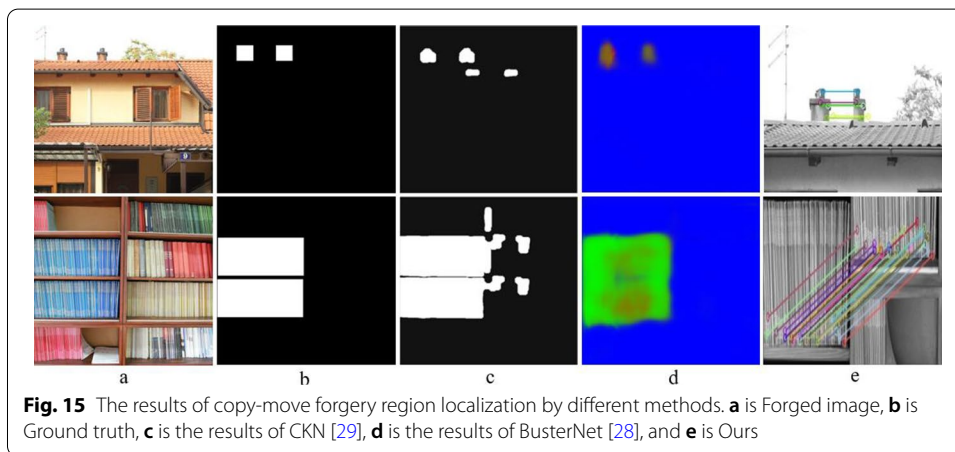 a b c d e
Fig. 15 The results of copy-move forgery region localization by different methods. a is Forged image, b is
Ground truth, c is the results of CKN [29], d is the results of BusterNet [28], and e is Ours